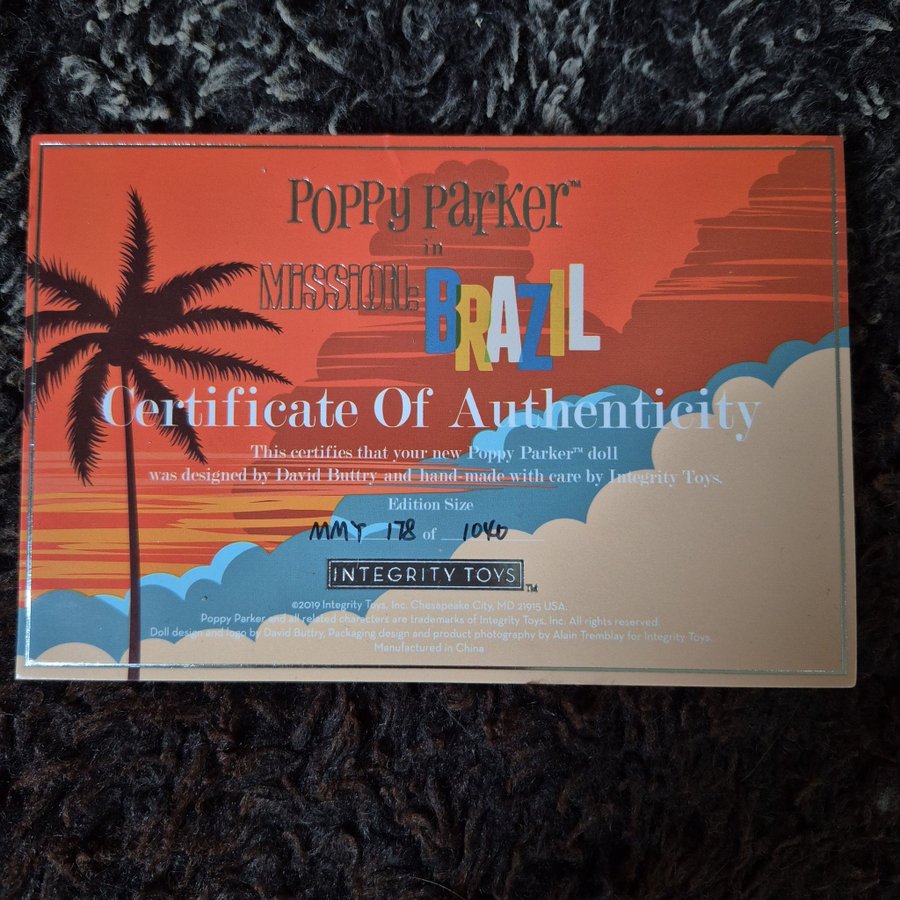 Poppy Parker™
in
Mission:
BRAZIL
Certificate Of Authenticity
This certifies that your new Poppy Parker™ doll
was designed by David Buttry and hand-made with care by Integrity Toys.
Edition Size
MMY 178 of 1040
INTEGRITY TOYS™
©2019 Integrity Toys, Inc. Chesapeake City, MD 21915 USA.
Poppy Parker and all related characters are trademarks of Integrity Toys, Inc. All rights reserved
Doll design and logo by David Buttry, Packaging design and product photography by Alain Tremblay for Integrity Toys.
Manufactured in China